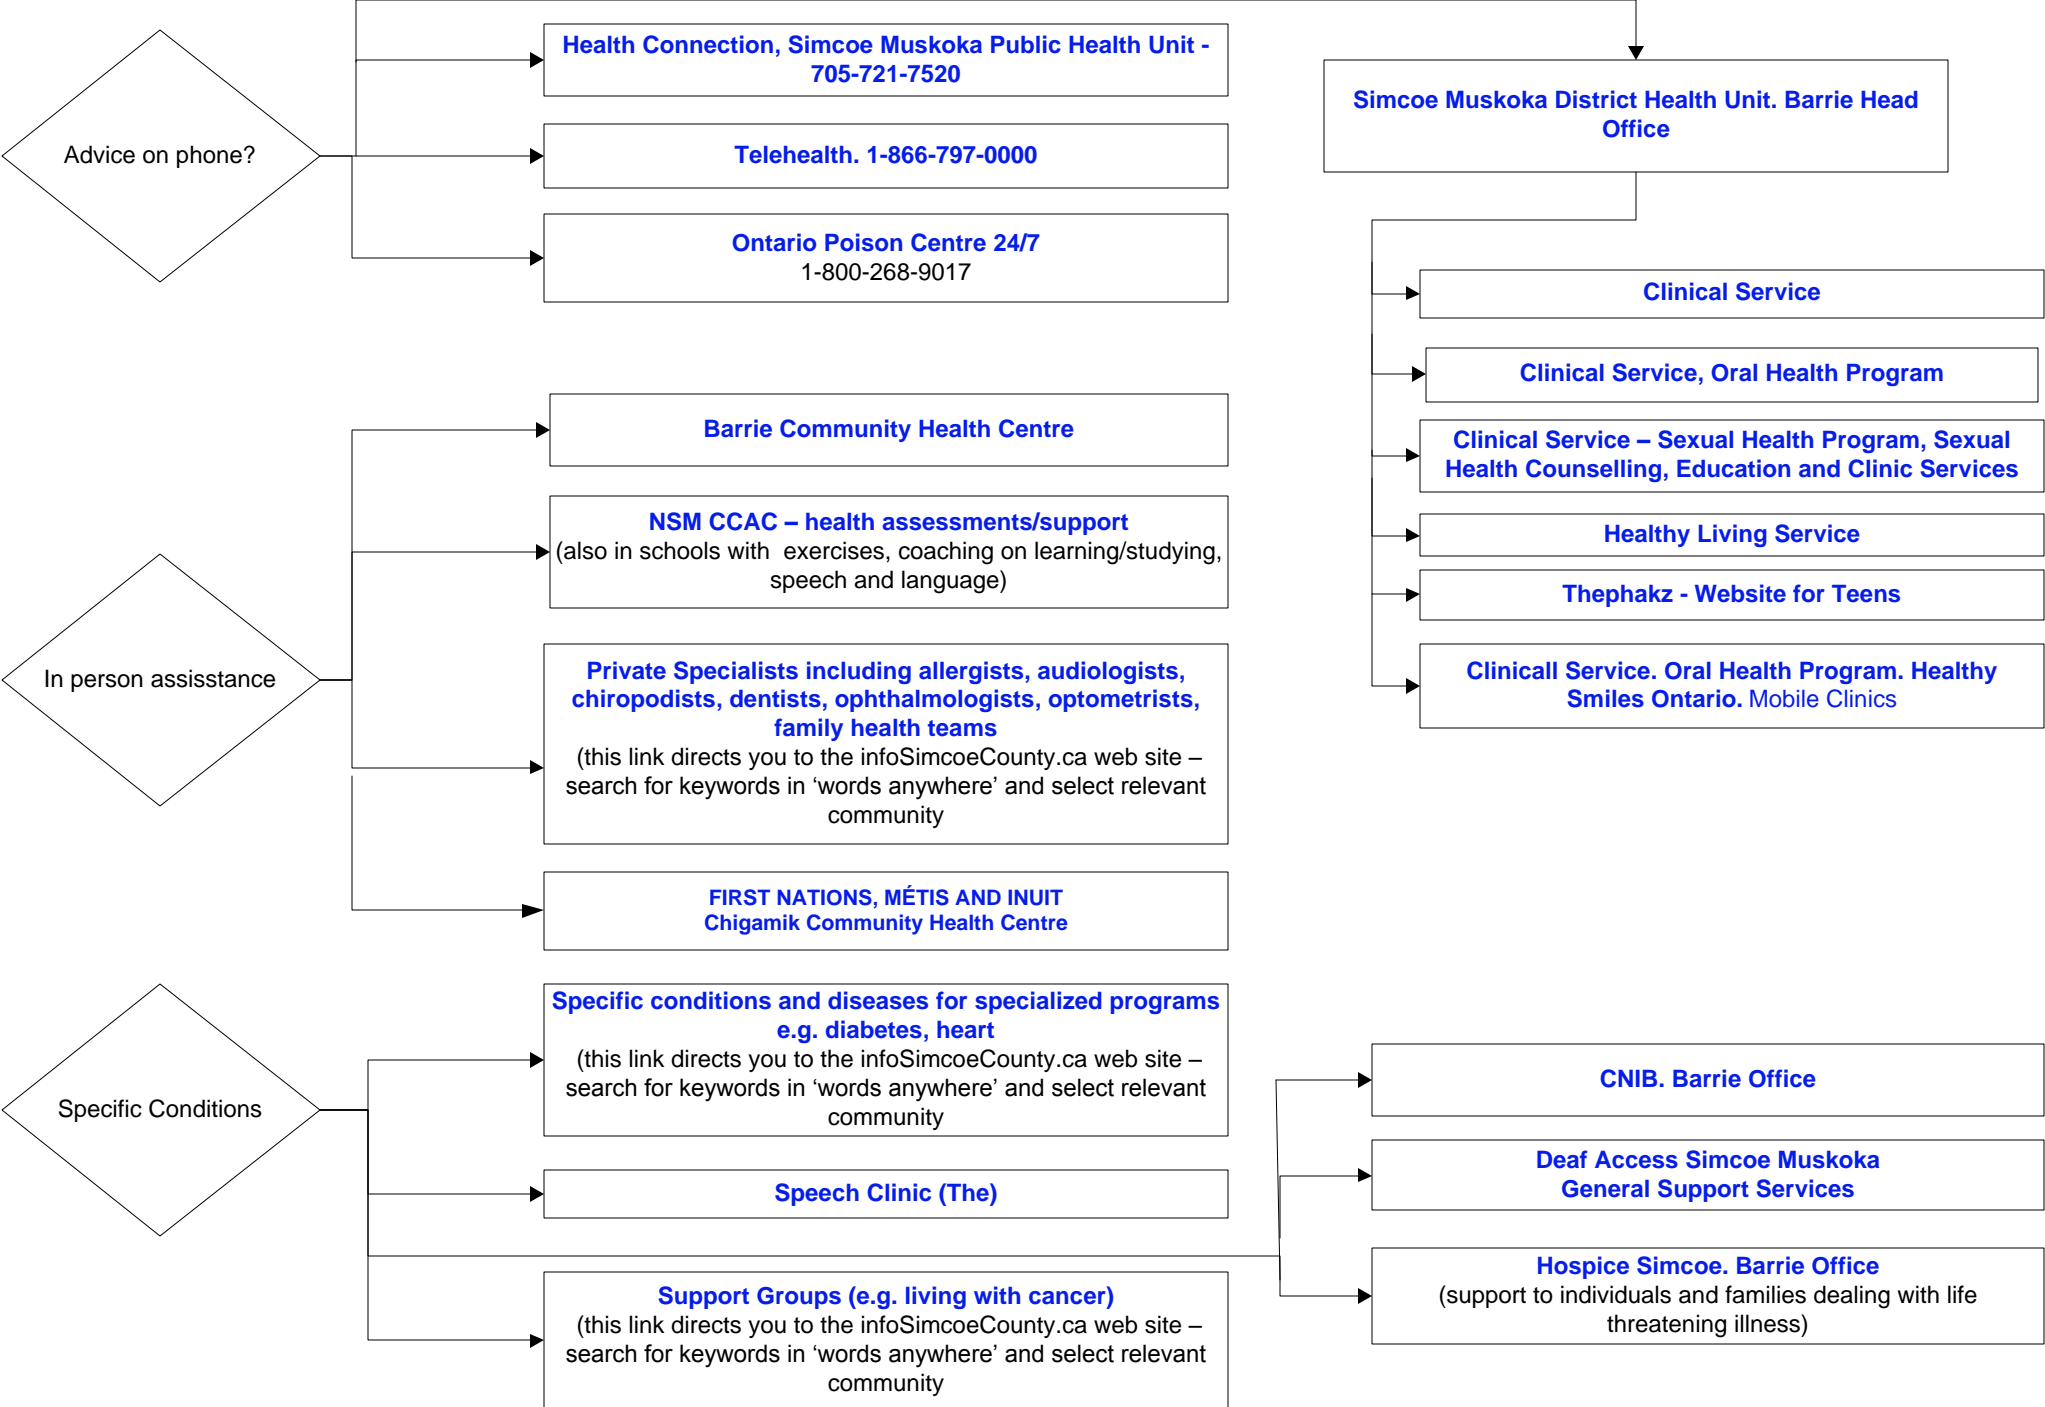 Advice on phone?
Health Connection, Simcoe Muskoka Public Health Unit -
705-721-7520
Telehealth. 1-866-797-0000
Ontario Poison Centre 24/7
1-800-268-9017
Simcoe Muskoka District Health Unit. Barrie Head
Office
Clinical Service
Clinical Service, Oral Health Program
Clinical Service – Sexual Health Program, Sexual
Health Counselling, Education and Clinic Services
Healthy Living Service
Thephakz - Website for Teens
Clinicall Service. Oral Health Program. Healthy
Smiles Ontario. Mobile Clinics
In person assisstance
Barrie Community Health Centre
NSM CCAC – health assessments/support
(also in schools with  exercises, coaching on learning/studying,
speech and language)
Private Specialists including allergists, audiologists,
chiropodists, dentists, ophthalmologists, optometrists,
family health teams
(this link directs you to the infoSimcoeCounty.ca web site –
search for keywords in ‘words anywhere’ and select relevant
community
FIRST NATIONS, MÉTIS AND INUIT
Chigamik Community Health Centre
Specific Conditions
Specific conditions and diseases for specialized programs
e.g. diabetes, heart
(this link directs you to the infoSimcoeCounty.ca web site –
search for keywords in ‘words anywhere’ and select relevant
community
Speech Clinic (The)
Support Groups (e.g. living with cancer)
(this link directs you to the infoSimcoeCounty.ca web site –
search for keywords in ‘words anywhere’ and select relevant
community
CNIB. Barrie Office
Deaf Access Simcoe Muskoka
General Support Services
Hospice Simcoe. Barrie Office
(support to individuals and families dealing with life
threatening illness)